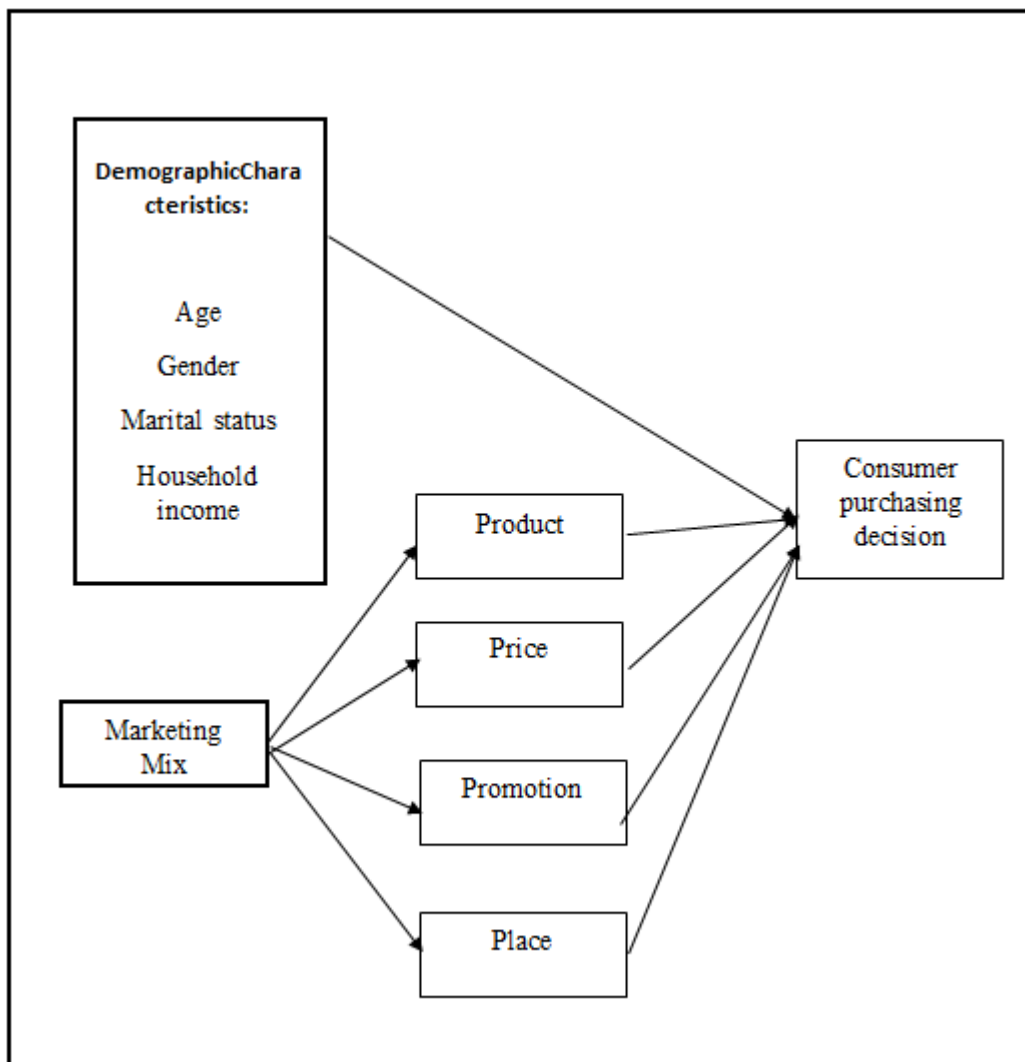 DemographicChara
cteristics:
Age
Gender
Marital status
Household
income
Marketing
Mix
Product
Price
Promotion
Place
Consumer
purchasing
decision